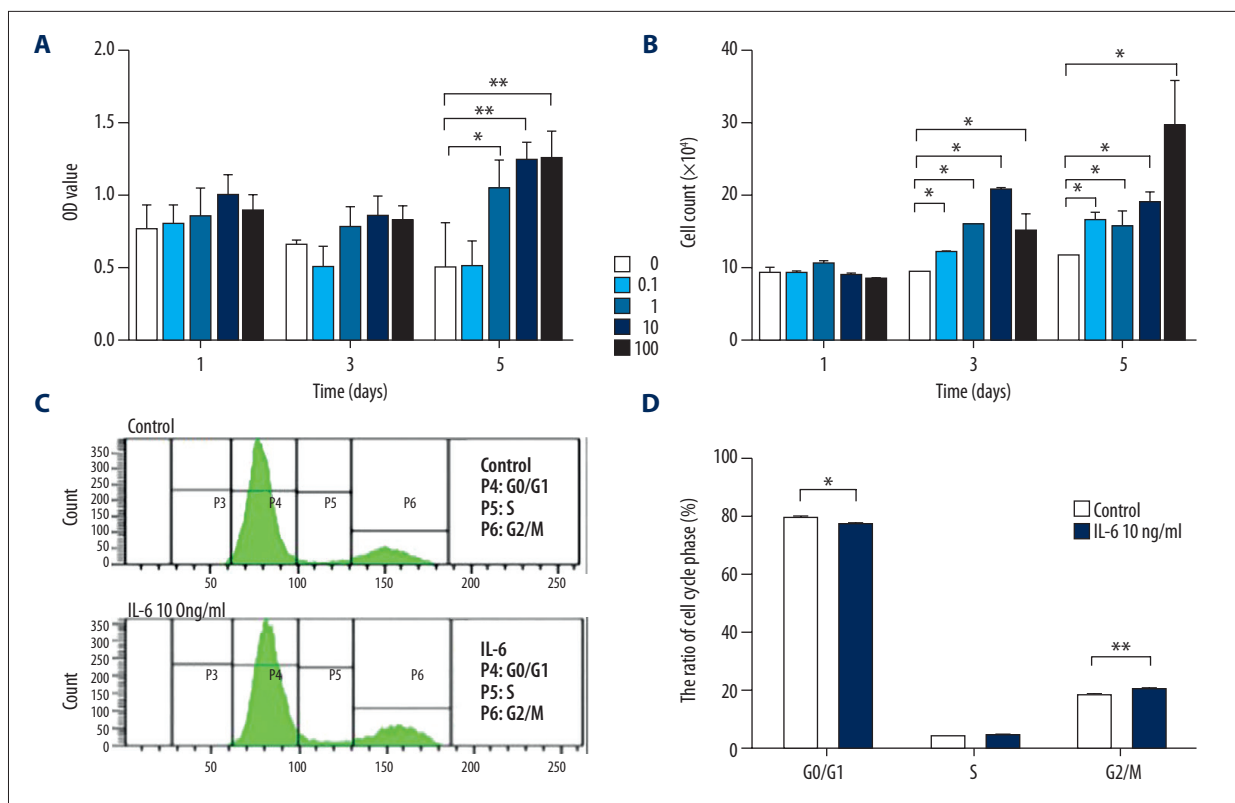 A
2.0
1.5
1.0
0.5
0.0
OD value
**
**
*
1
3
5
Time (days)
0
0.1
1
10
100
B
40
30
20
10
0
Cell count (×10⁴)
*
*
*
*
*
*
*
*
1
3
5
Time (days)
C
Control
350
300
250
200
150
100
50
0
Count
P3
P4
P5
P6
Control
P4: G0/G1
P5: S
P6: G2/M
50
100
150
200
250
IL-6 10 0ng/ml
350
300
250
200
150
100
50
0
Count
P3
P4
P5
P6
IL-6
P4: G0/G1
P5: S
P6: G2/M
50
100
150
200
250
D
100
80
60
40
20
0
The ratio of cell cycle phase (%)
*
**
Control
IL-6 10 ng/ml
G0/G1
S
G2/M